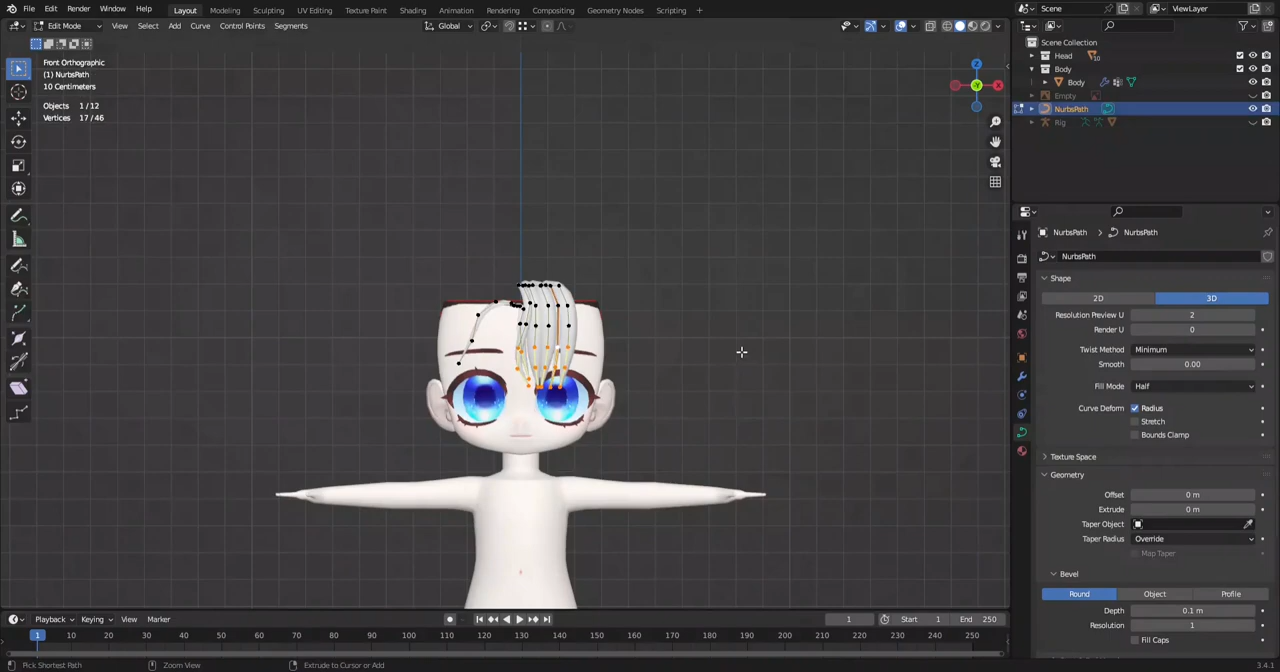 File Edit Render Window Help Layout Modeling Sculpting UV Editing Texture Paint Shading Animation Rendering Compositing Geometry Nodes Scripting + Scene ViewLayer
Edit Mode View Select Add Curve Control Points Segments Global
Front Orthographic
(1) NurbsPath
10 Centimeters
Objects 1 / 12
Vertices 17 / 46
Z
Y
X
Scene Collection
Head 10
Body
Body
Empty
NurbsPath
Rig
NurbsPath > NurbsPath
NurbsPath
Shape
2D 3D
Resolution Preview U 2
Render U 0
Twist Method Minimum
Smooth 0.00
Fill Mode Half
Curve Deform Radius
Stretch
Bounds Clamp
Texture Space
Geometry
Offset 0 m
Extrude 0 m
Taper Object
Taper Radius Override
Map Taper
Bevel
Round Object Profile
Depth 0.1 m
Resolution 1
Fill Caps
Playback Keying View Marker 1 Start 1 End 250
1 10 20 30 40 50 60 70 80 90 100 110 120 130 140 150 160 170 180 190 200 210 220 230 240 250
Pick Shortest Path Zoom View Extrude to Cursor or Add 3.4.1